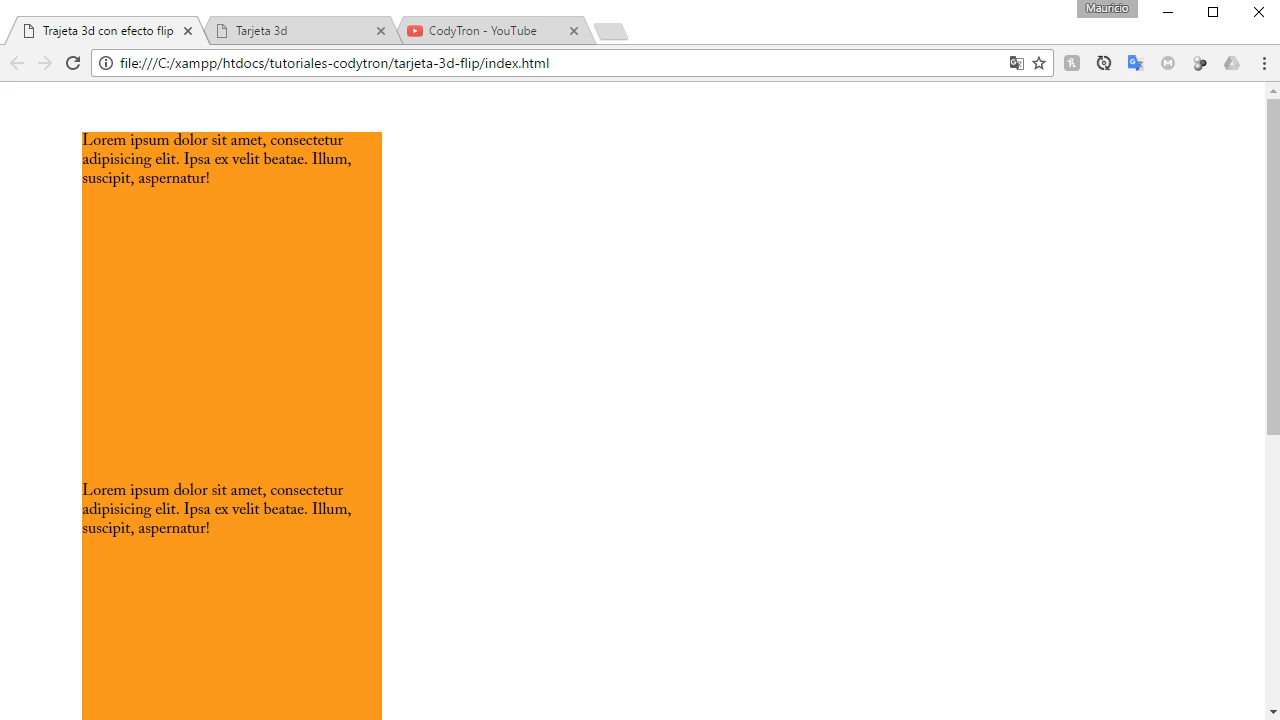 Mauricio
Trajeta 3d con efecto flip
Tarjeta 3d
CodyTron - YouTube
file:///C:/xampp/htdocs/tutoriales-codytron/tarjeta-3d-flip/index.html
Lorem ipsum dolor sit amet, consectetur
adipisicing elit. Ipsa ex velit beatae. Illum,
suscipit, aspernatur!
Lorem ipsum dolor sit amet, consectetur
adipisicing elit. Ipsa ex velit beatae. Illum,
suscipit, aspernatur!